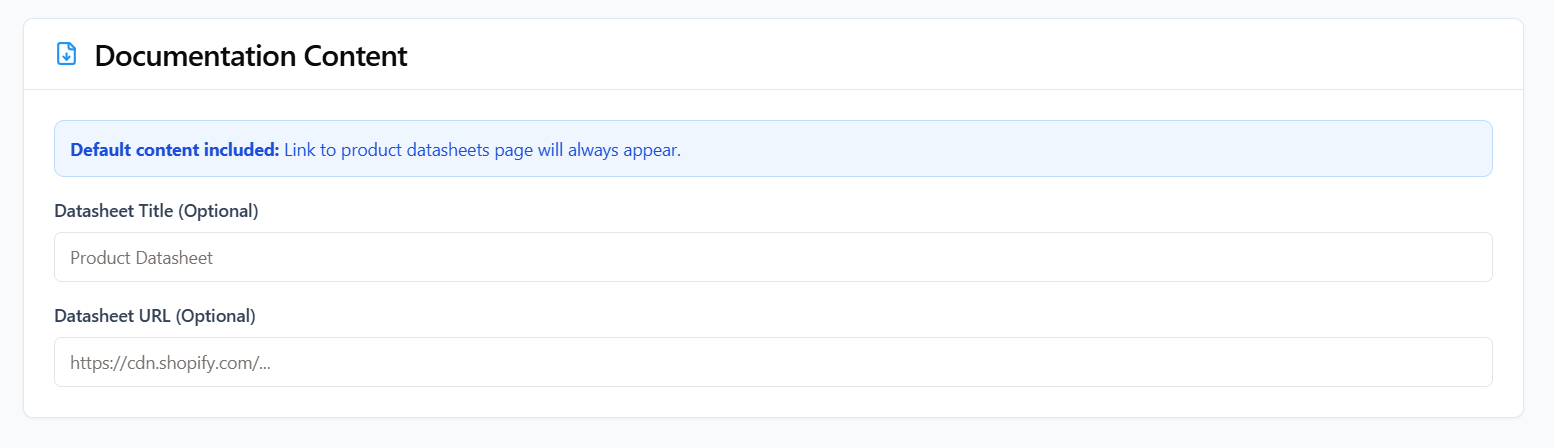 Documentation Content
Default content included: Link to product datasheets page will always appear.
Datasheet Title (Optional)
Product Datasheet
Datasheet URL (Optional)
https://cdn.shopify.com/...